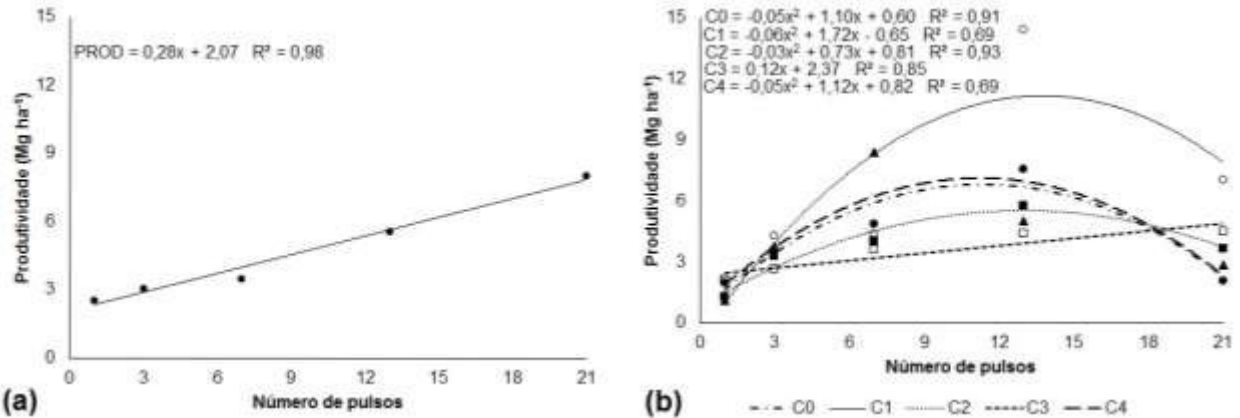 15
12
9
6
3
0
Produtividade (Mg ha⁻¹)
PROD = 0,28x + 2,07 R² = 0,98
0 3 6 9 12 15 18 21
Número de pulsos
(a)
15
12
9
6
3
0
Produtividade (Mg ha⁻¹)
C0 = -0,05x² + 1,10x + 0,60 R² = 0,91
C1 = -0,06x² + 1,72x - 0,65 R² = 0,69
C2 = -0,03x² + 0,73x + 0,81 R² = 0,93
C3 = 0,12x + 2,37 R² = 0,85
C4 = -0,05x² + 1,12x + 0,82 R² = 0,69
0 3 6 9 12 15 18 21
Número de pulsos
(b)
C0 C1 C2 C3 C4